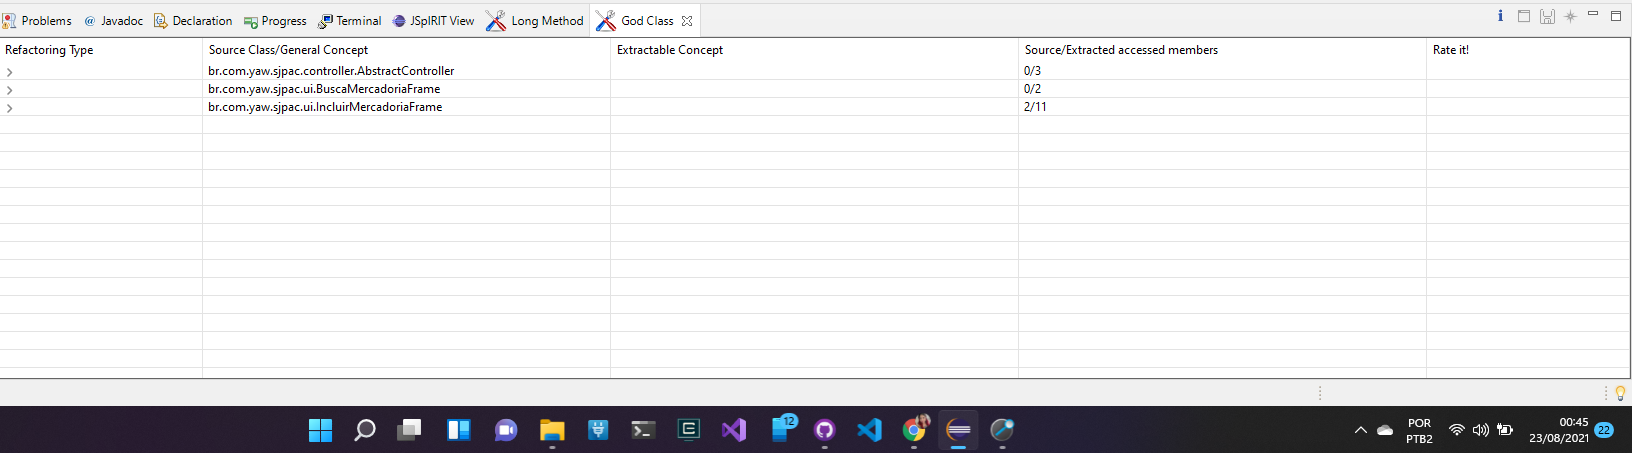 Problems @ Javadoc Declaration Progress Terminal JSpIRIT View Long Method God Class
Refactoring Type Source Class/General Concept Extractable Concept Source/Extracted accessed members Rate it!
br.com.yaw.sjpac.controller.AbstractController 0/3
br.com.yaw.sjpac.ui.BuscaMercadoriaFrame 0/2
br.com.yaw.sjpac.ui.IncluirMercadoriaFrame 2/11
12
POR 00:45
PTB2 23/08/2021 22